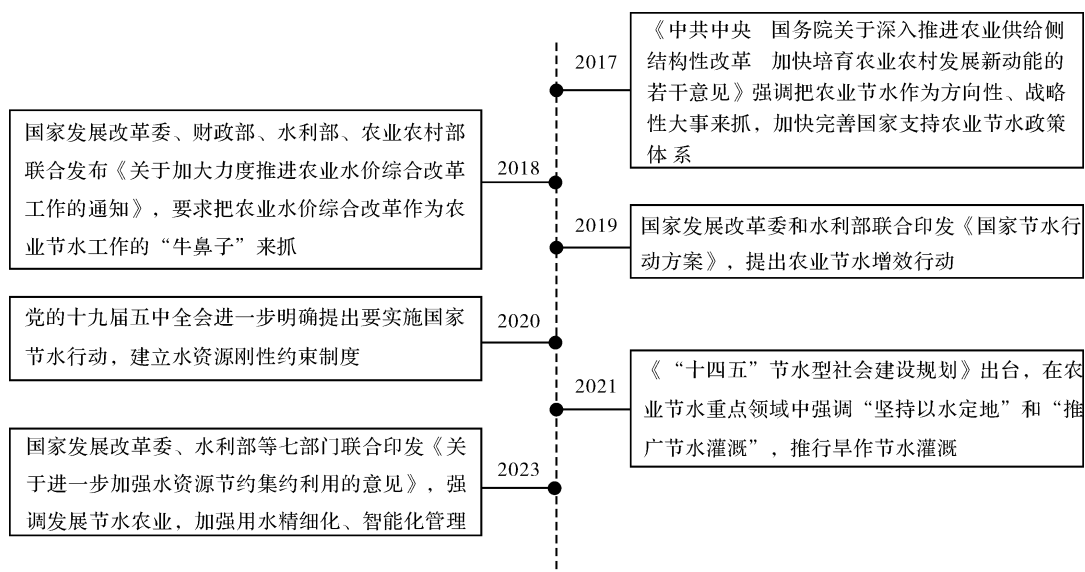 2017
《中共中央 国务院关于深入推进农业供给侧
结构性改革 加快培育农业农村发展新动能的
若干意见》强调把农业节水作为方向性、战略
性大事来抓，加快完善国家支持农业节水政策
体系
国家发展改革委、财政部、水利部、农业农村部
联合发布《关于加大力度推进农业水价综合改革
工作的通知》，要求把农业水价综合改革作为农
业节水工作的“牛鼻子”来抓
2018
2019
国家发展改革委和水利部联合印发《国家节水行
动方案》，提出农业节水增效行动
党的十九届五中全会进一步明确提出要实施国家
节水行动，建立水资源刚性约束制度
2020
2021
《“十四五”节水型社会建设规划》出台，在农
业节水重点领域中强调“坚持以水定地”和“推
广节水灌溉”，推行旱作节水灌溉
国家发展改革委、水利部等七部门联合印发《关
于进一步加强水资源节约集约利用的意见》，强
调发展节水农业，加强用水精细化、智能化管理
2023